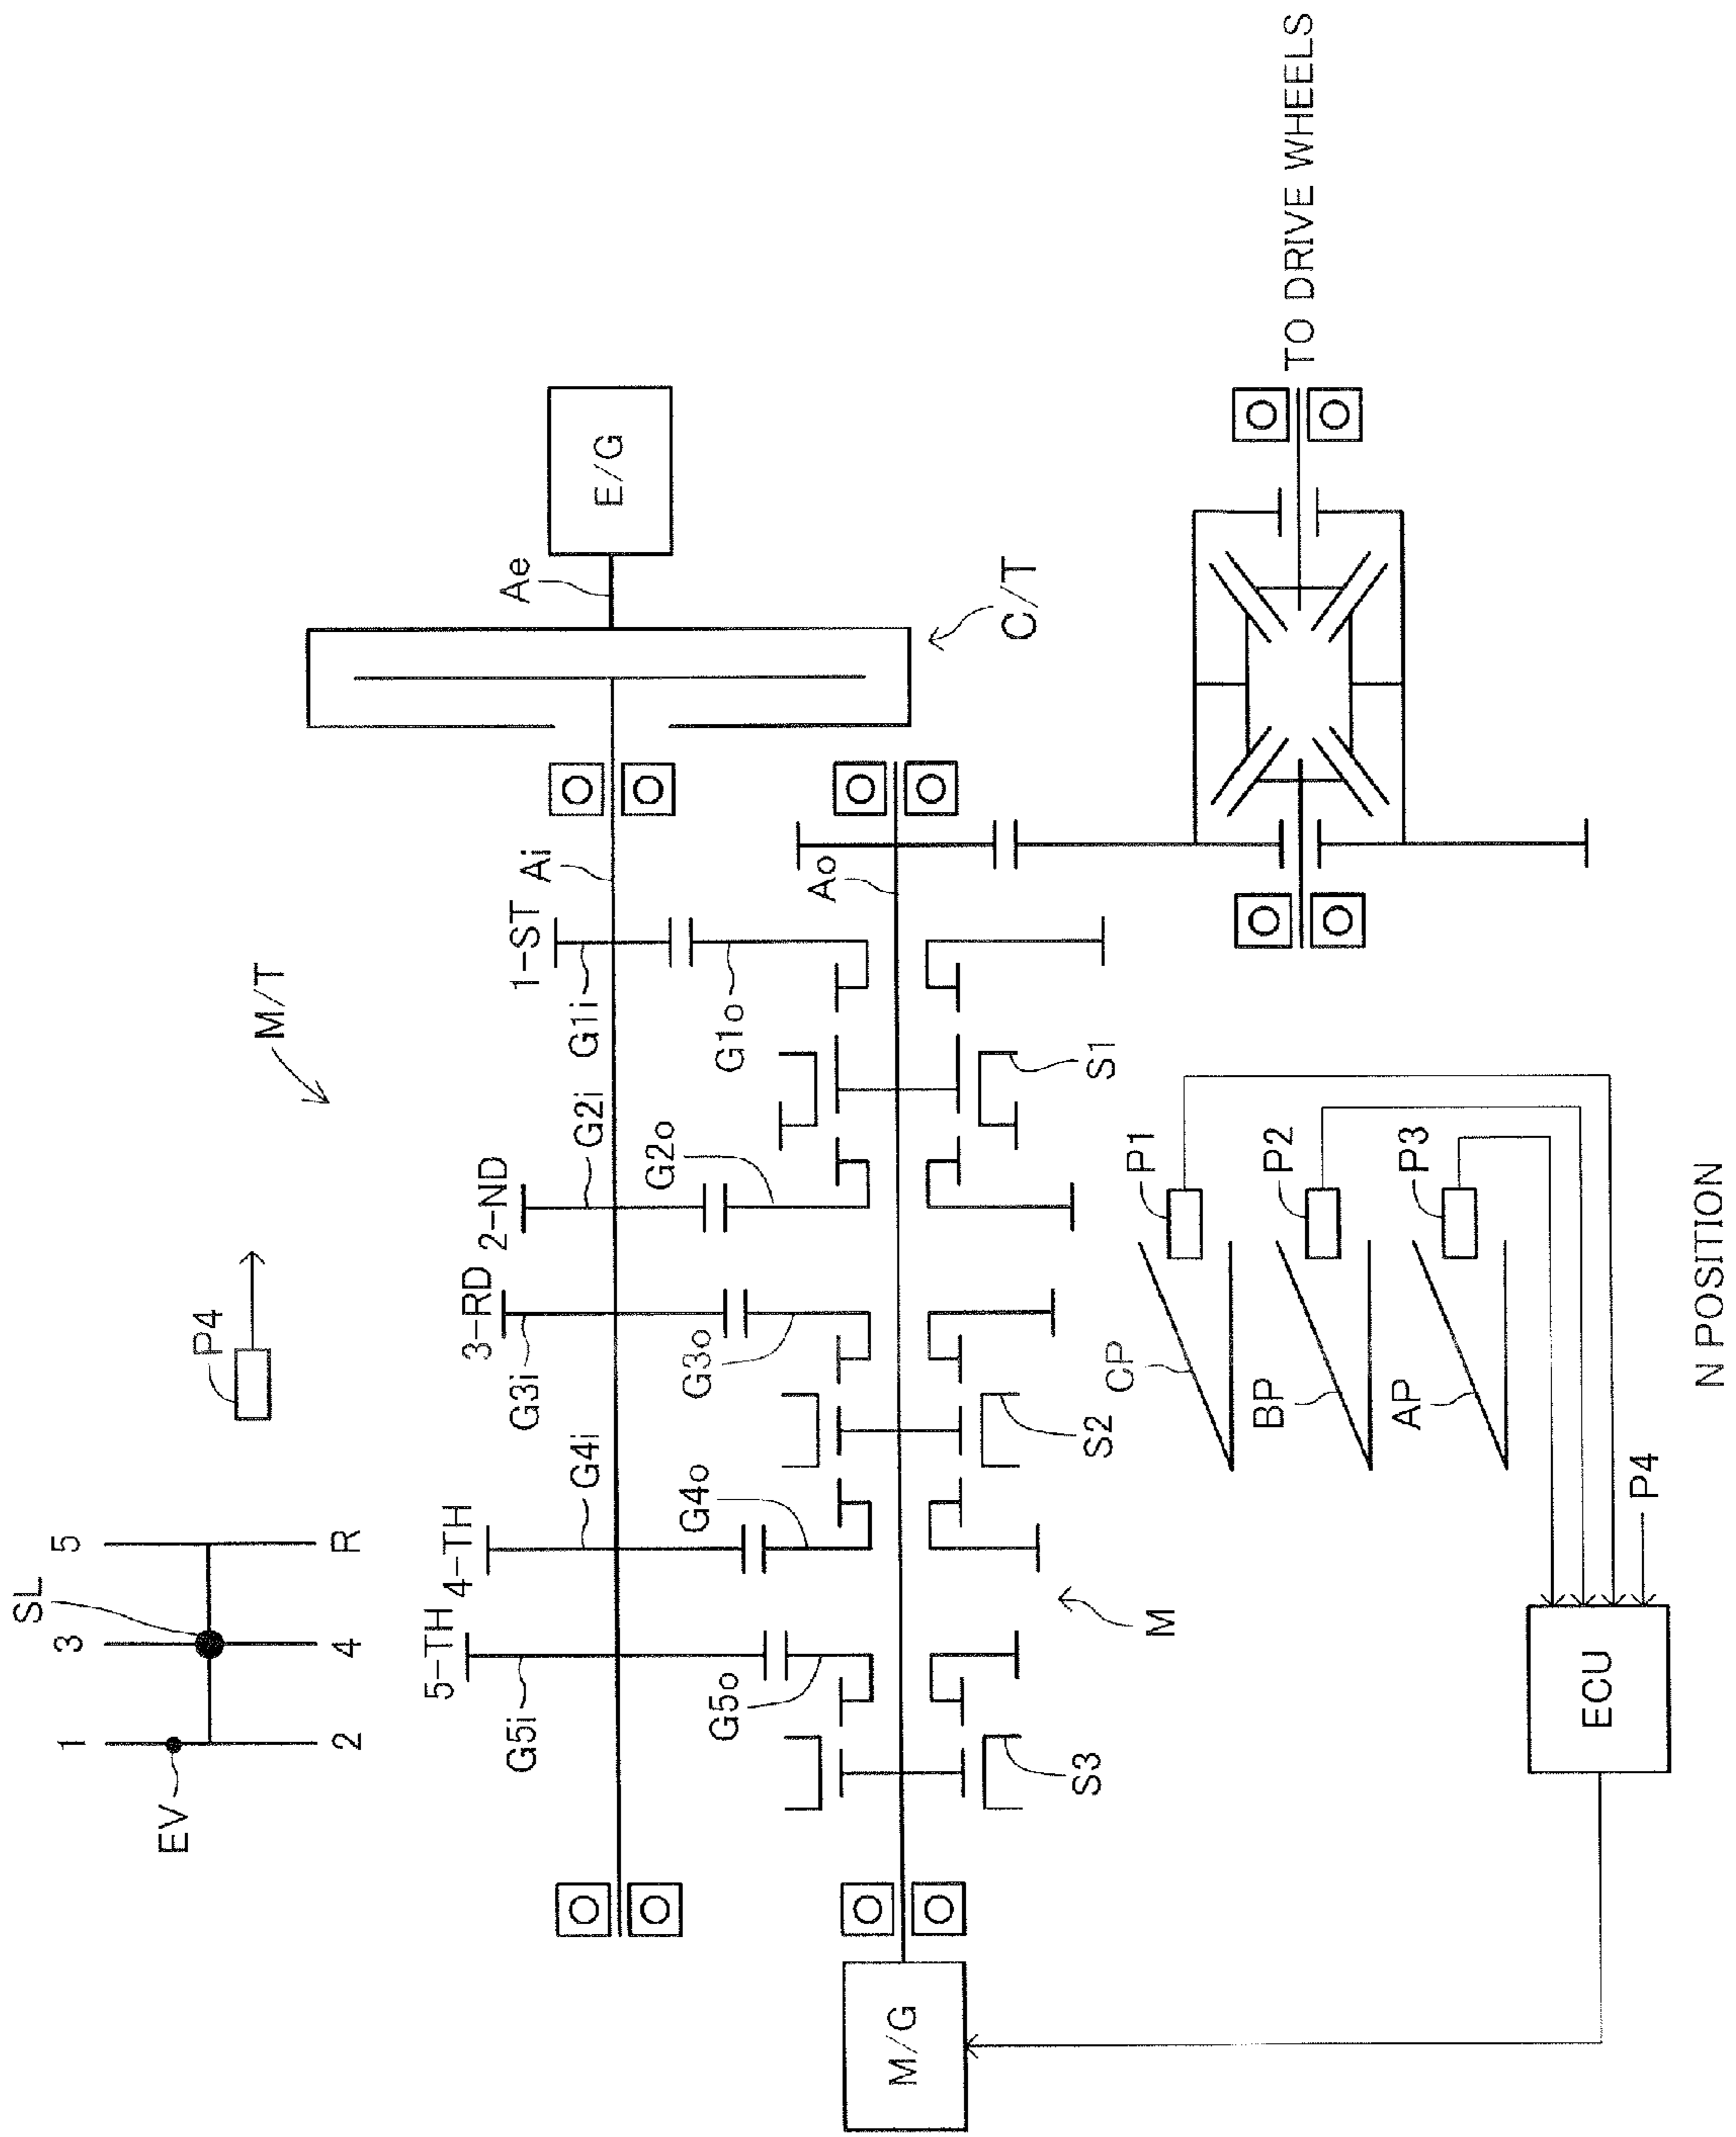 SL
1
3
5
EV
2
4
R
P4
M/T
5-TH
4-TH
3-RD
2-ND
1-ST
G5i
G4i
G3i
G2i
G1i
Ai
Ae
E/G
G5o
G4o
G3o
G2o
G1o
Ao
C/T
M/G
S3
M
S2
S1
TO DRIVE WHEELS
CP
P1
BP
P2
AP
P3
ECU
P4
N POSITION